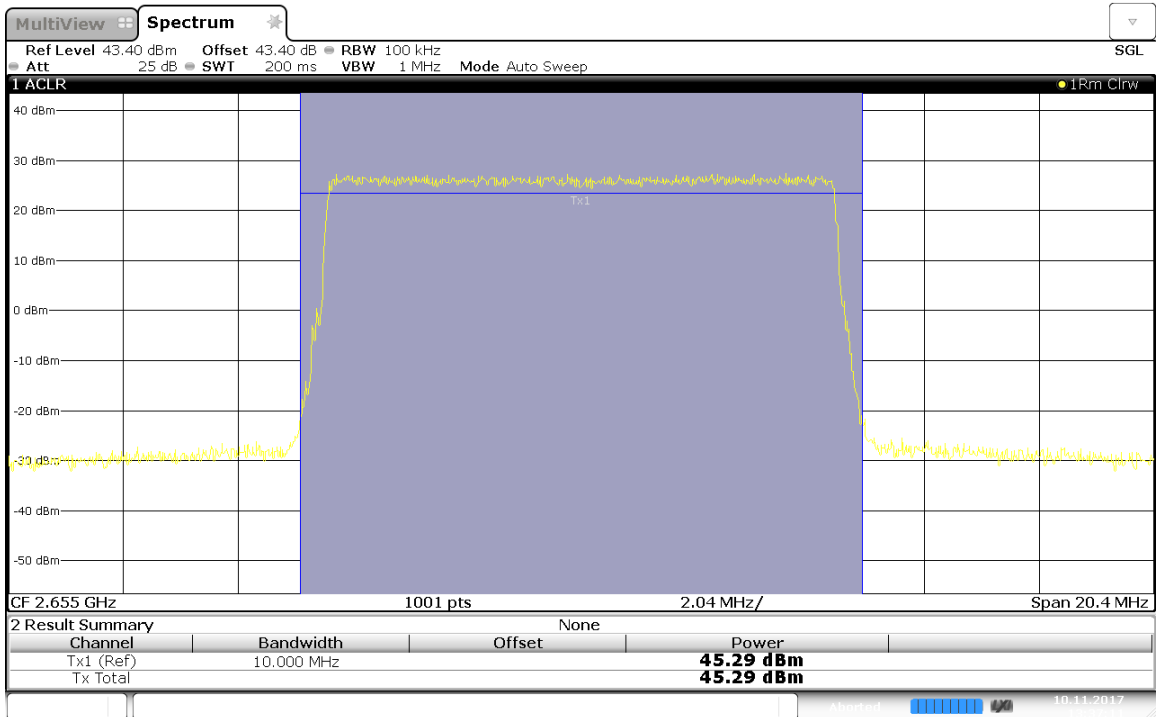 MultiView Spectrum
Ref Level 43.40 dBm Offset 43.40 dB RBW 100 kHz SGL
Att 25 dB SWT 200 ms VBW 1 MHz Mode Auto Sweep
1 ACLR 1Rm Clrw
40 dBm
30 dBm
Tx1
20 dBm
10 dBm
0 dBm
-10 dBm
-20 dBm
-30 dBm
-40 dBm
-50 dBm
CF 2.655 GHz 1001 pts 2.04 MHz/ Span 20.4 MHz
2 Result Summary None
Channel Bandwidth Offset Power
Tx1 (Ref) 10.000 MHz 45.29 dBm
Tx Total 45.29 dBm
Aborted LXI 10.11.2017